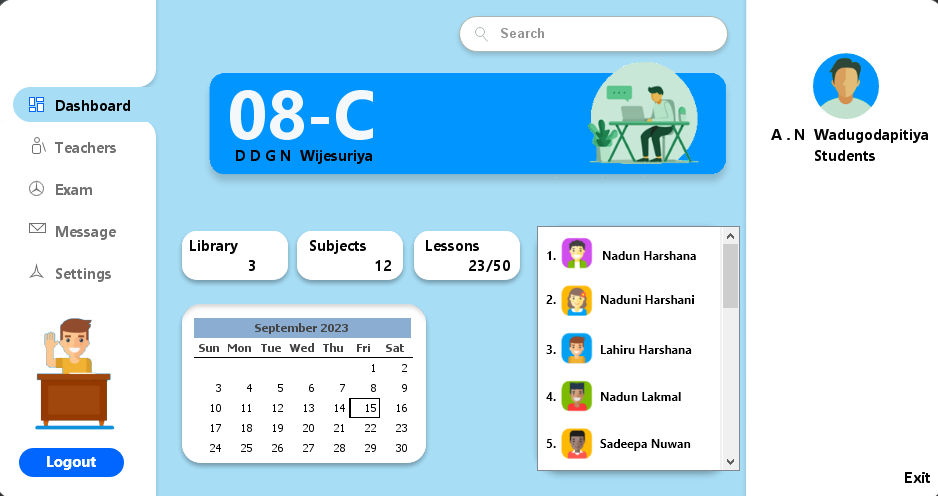 Search
Dashboard
Teachers
Exam
Message
Settings
Logout
08-C
D D G N Wijesuriya
Library
3
Subjects
12
Lessons
23/50
September 2023
Sun Mon Tue Wed Thu Fri Sat
1 2
3 4 5 6 7 8 9
10 11 12 13 14 15 16
17 18 19 20 21 22 23
24 25 26 27 28 29 30
1. Nadun Harshana
2. Naduni Harshani
3. Lahiru Harshana
4. Nadun Lakmal
5. Sadeepa Nuwan
A . N Wadugodapitiya
Students
Exit